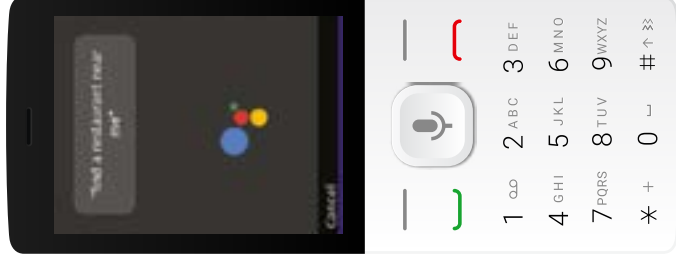 "find a restaurant near
me"
Cancel
1
2 ABC
3 DEF
4 GHI
5 JKL
6 MNO
7 PQRS
8 TUV
9 WXYZ
* +
0 ␣
# ↑